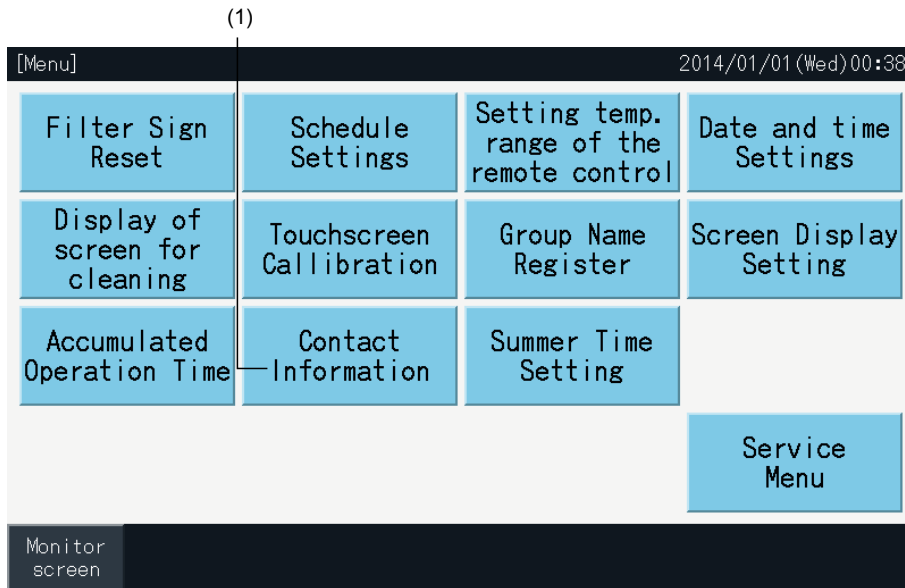 (1)
[Menu] 2014/01/01(Wed)00:38
Filter Sign
Reset
Schedule
Settings
Setting temp.
range of the
remote control
Date and time
Settings
Display of
screen for
cleaning
Touchscreen
Callibration
Group Name
Register
Screen Display
Setting
Accumulated
Operation Time
Contact
Information
Summer Time
Setting
Service
Menu
Monitor
screen